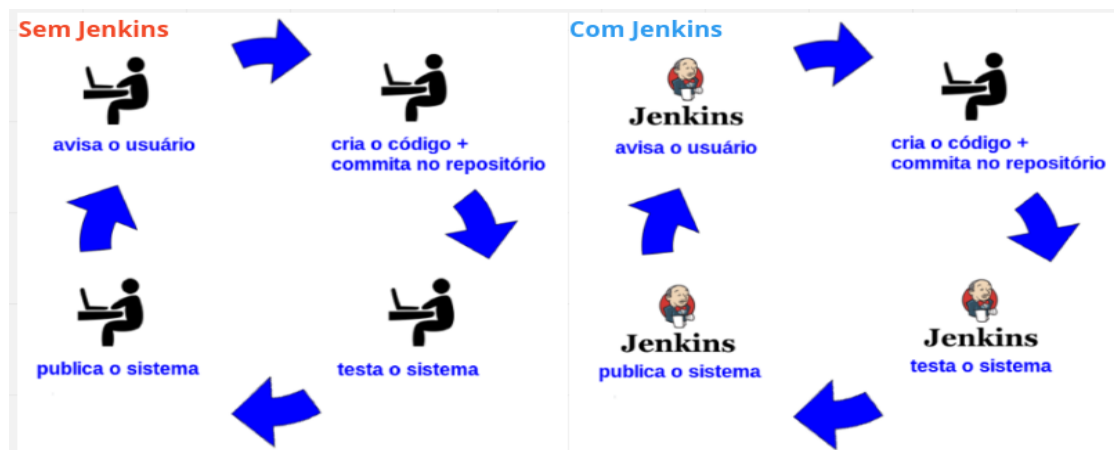 Sem Jenkins
avisa o usuário
cria o código +
commita no repositório
publica o sistema
testa o sistema
Com Jenkins
Jenkins
avisa o usuário
cria o código +
commita no repositório
Jenkins
publica o sistema
Jenkins
testa o sistema